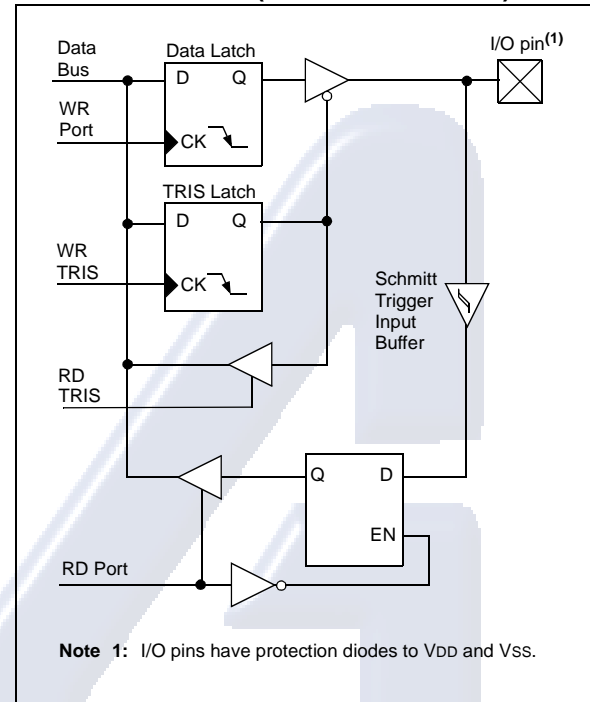 Data
Bus
Data Latch
I/O pin(1)
D
Q
WR
Port
CK
TRIS Latch
D
Q
WR
TRIS
CK
Schmitt
Trigger
Input
Buffer
RD
TRIS
Q
D
EN
RD Port
Note 1: I/O pins have protection diodes to VDD and VSS.